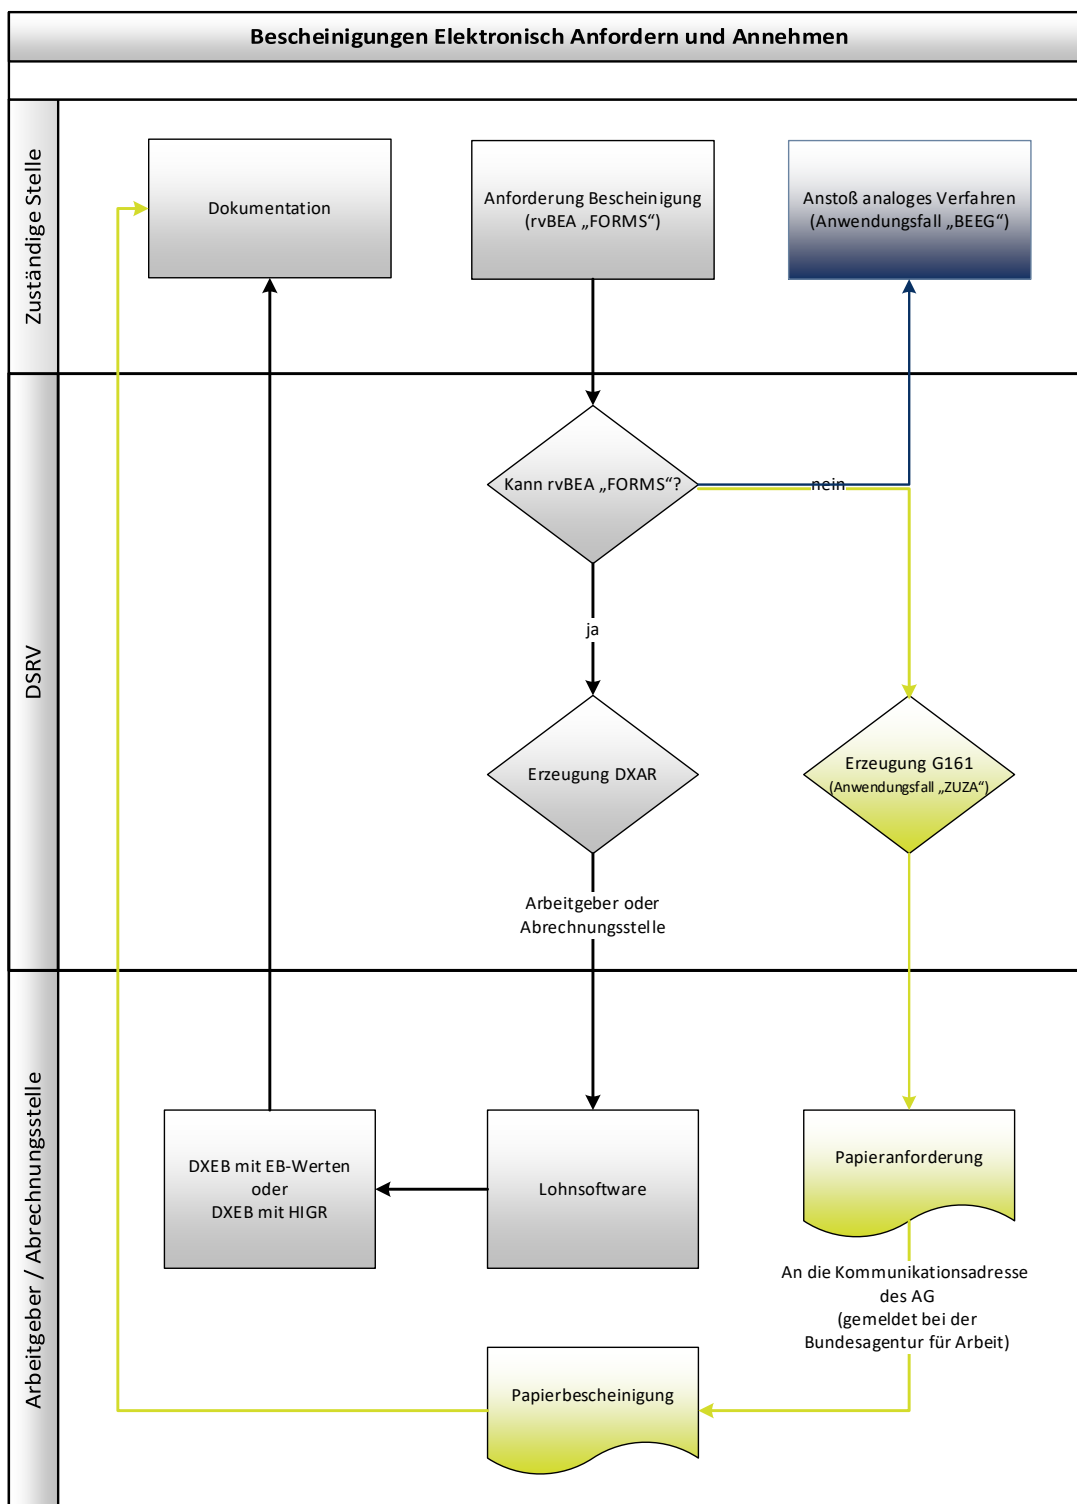 Bescheinigungen Elektronisch Anfordern und Annehmen
Zuständige Stelle
Dokumentation
Anforderung Bescheinigung
(rvBEA „FORMS“)
Anstoß analoges Verfahren
(Anwendungsfall „BEEG“)
DSRV
Kann rvBEA „FORMS“?
nein
ja
Erzeugung DXAR
Erzeugung G161
(Anwendungsfall „ZUZA“)
Arbeitgeber oder
Abrechnungsstelle
Arbeitgeber / Abrechnungsstelle
DXEB mit EB-Werten
oder
DXEB mit HIGR
Lohnsoftware
Papieranforderung
An die Kommunikationsadresse
des AG
(gemeldet bei der
Bundesagentur für Arbeit)
Papierbescheinigung